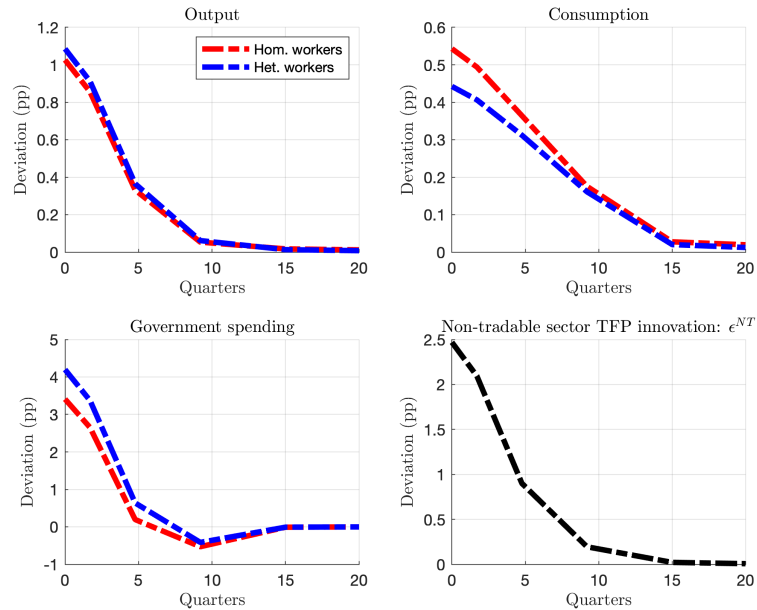 Output
1.2
1
0.8
0.6
0.4
0.2
0
Deviation (pp)
Hom. workers
Het. workers
0 5 10 15 20
Quarters
Consumption
0.6
0.5
0.4
0.3
0.2
0.1
0
Deviation (pp)
0 5 10 15 20
Quarters
Government spending
5
4
3
2
1
0
-1
Deviation (pp)
0 5 10 15 20
Quarters
Non-tradable sector TFP innovation: ϵ^{NT}
2.5
2
1.5
1
0.5
0
Deviation (pp)
0 5 10 15 20
Quarters